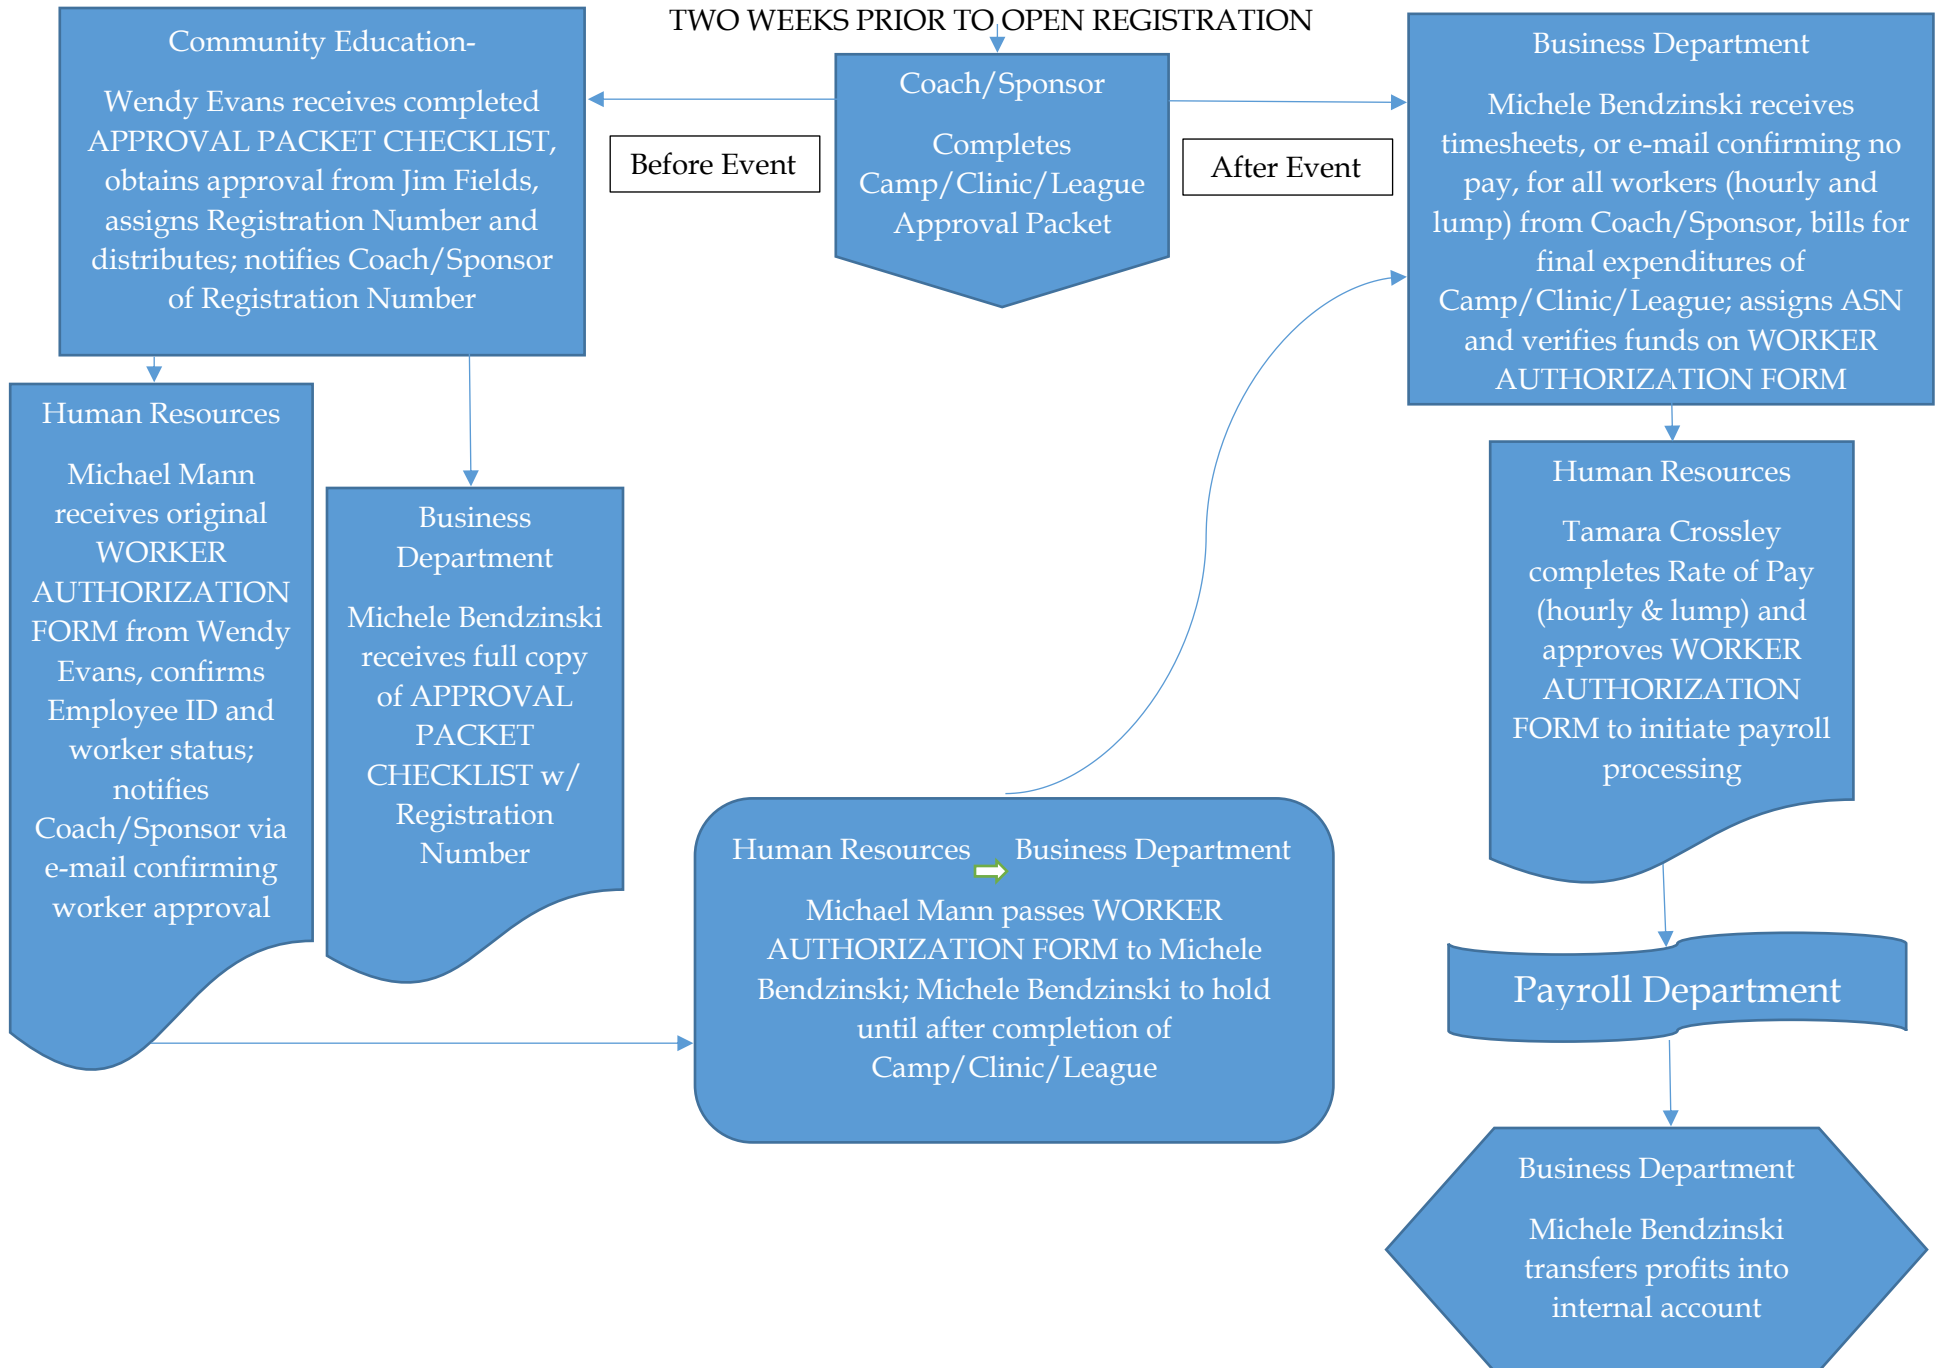 TWO WEEKS PRIOR TO OPEN REGISTRATION
Community Education-
Wendy Evans receives completed
APPROVAL PACKET CHECKLIST,
obtains approval from Jim Fields,
assigns Registration Number and
distributes; notifies Coach/Sponsor
of Registration Number
Before Event
Coach/Sponsor
Completes
Camp/Clinic/League
Approval Packet
After Event
Business Department
Michele Bendzinski receives
timesheets, or e-mail confirming no
pay, for all workers (hourly and
lump) from Coach/Sponsor, bills for
final expenditures of
Camp/Clinic/League; assigns ASN
and verifies funds on WORKER
AUTHORIZATION FORM
Human Resources
Michael Mann
receives original
WORKER
AUTHORIZATION
FORM from Wendy
Evans, confirms
Employee ID and
worker status;
notifies
Coach/Sponsor via
e-mail confirming
worker approval
Business
Department
Michele Bendzinski
receives full copy
of APPROVAL
PACKET
CHECKLIST w/
Registration
Number
Human Resources Business Department
Michael Mann passes WORKER
AUTHORIZATION FORM to Michele
Bendzinski; Michele Bendzinski to hold
until after completion of
Camp/Clinic/League
Human Resources
Tamara Crossley
completes Rate of Pay
(hourly & lump) and
approves WORKER
AUTHORIZATION
FORM to initiate payroll
processing
Payroll Department
Business Department
Michele Bendzinski
transfers profits into
internal account